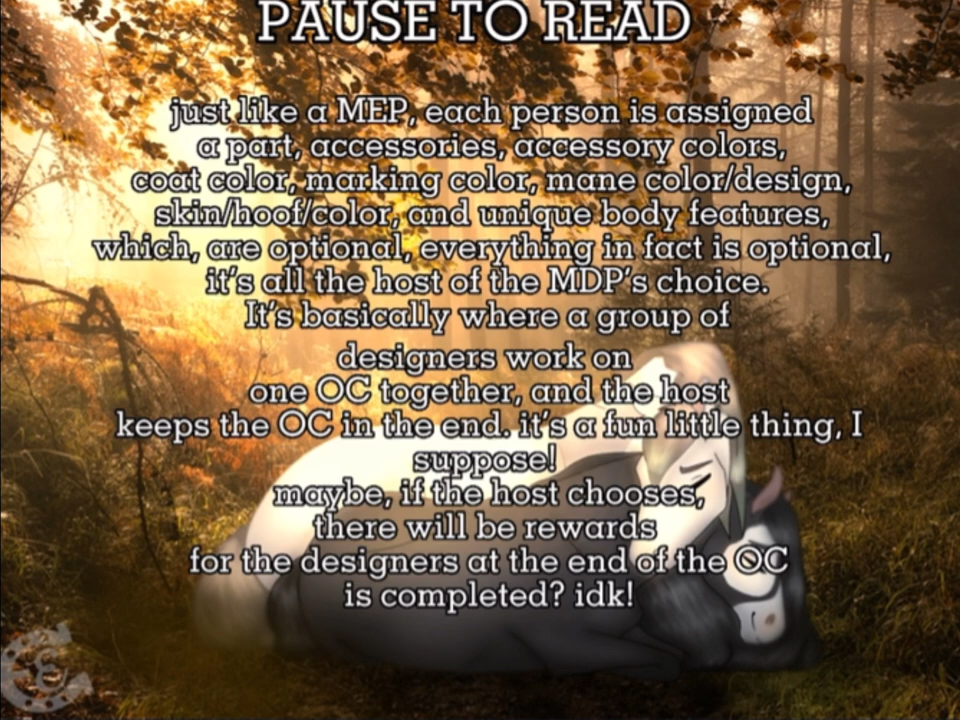 PAUSE TO READ
just like a MEP, each person is assigned
a part, accessories, accessory colors,
coat color, marking color, mane color/design,
skin/hoof/color, and unique body features,
which, are optional, everything in fact is optional,
it's all the host of the MDP's choice.
It's basically where a group of
designers work on
one OC together, and the host
keeps the OC in the end. it's a fun little thing, I
suppose!
maybe, if the host chooses,
there will be rewards
for the designers at the end of the OC
is completed? idk!